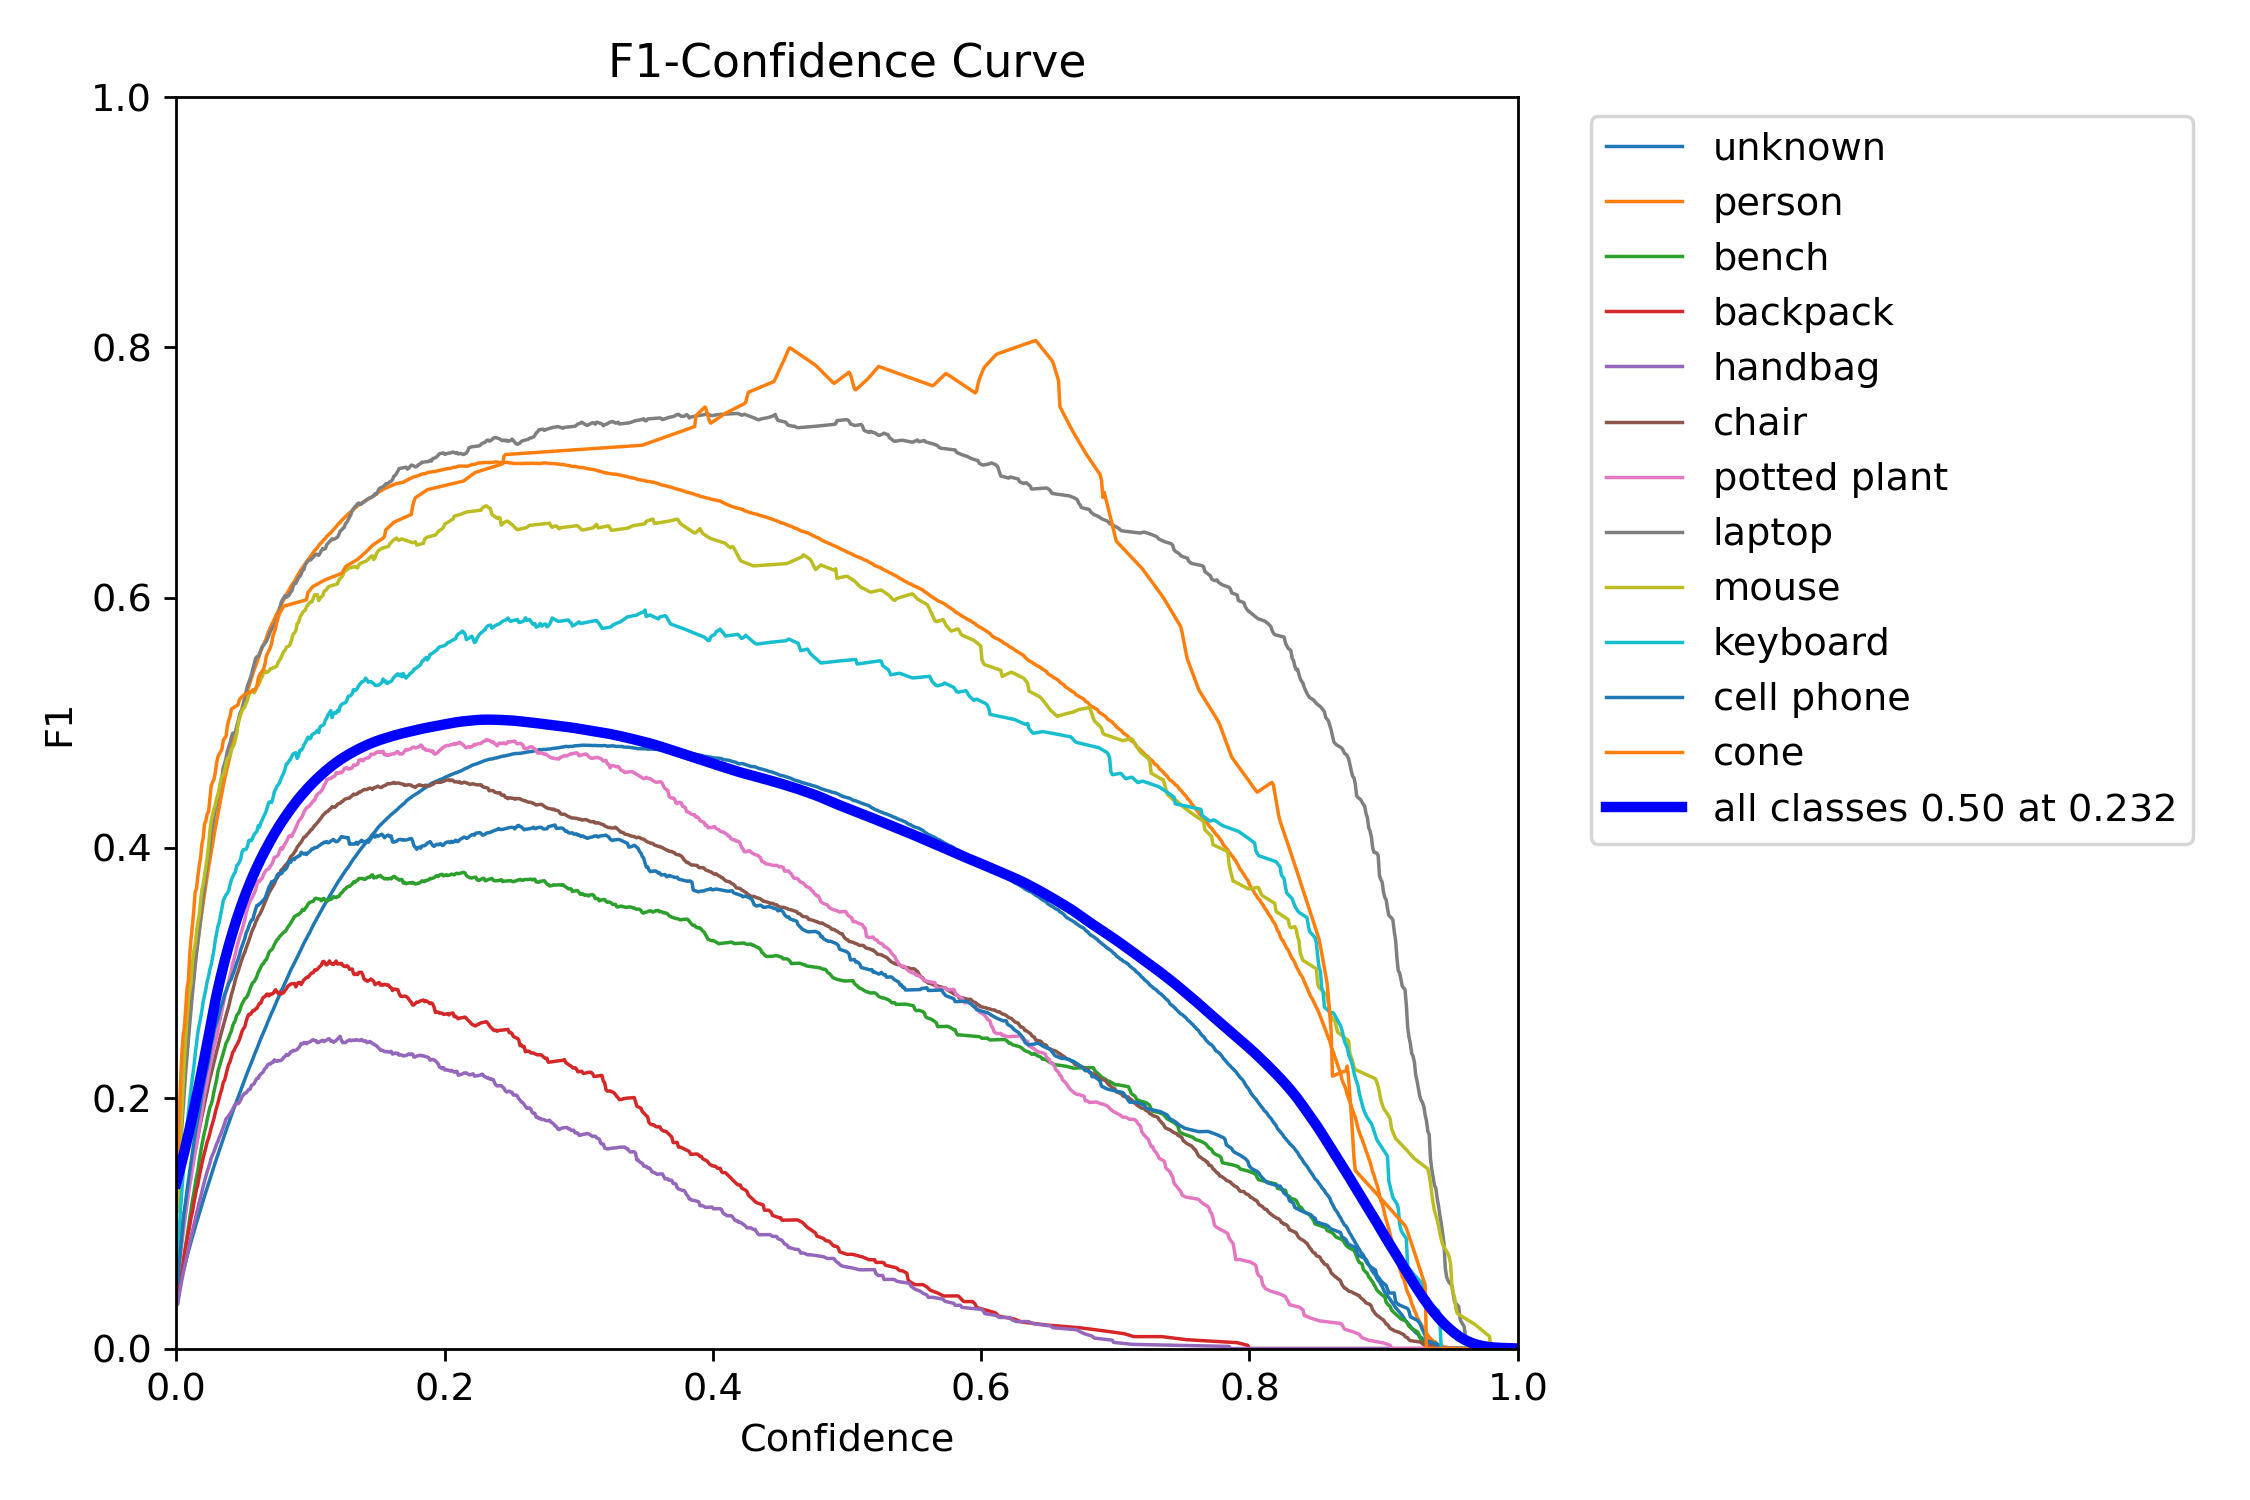 F1-Confidence Curve
1.0
0.8
0.6
0.4
0.2
0.0
F1
0.0 0.2 0.4 0.6 0.8 1.0
Confidence
unknown
person
bench
backpack
handbag
chair
potted plant
laptop
mouse
keyboard
cell phone
cone
all classes 0.50 at 0.232